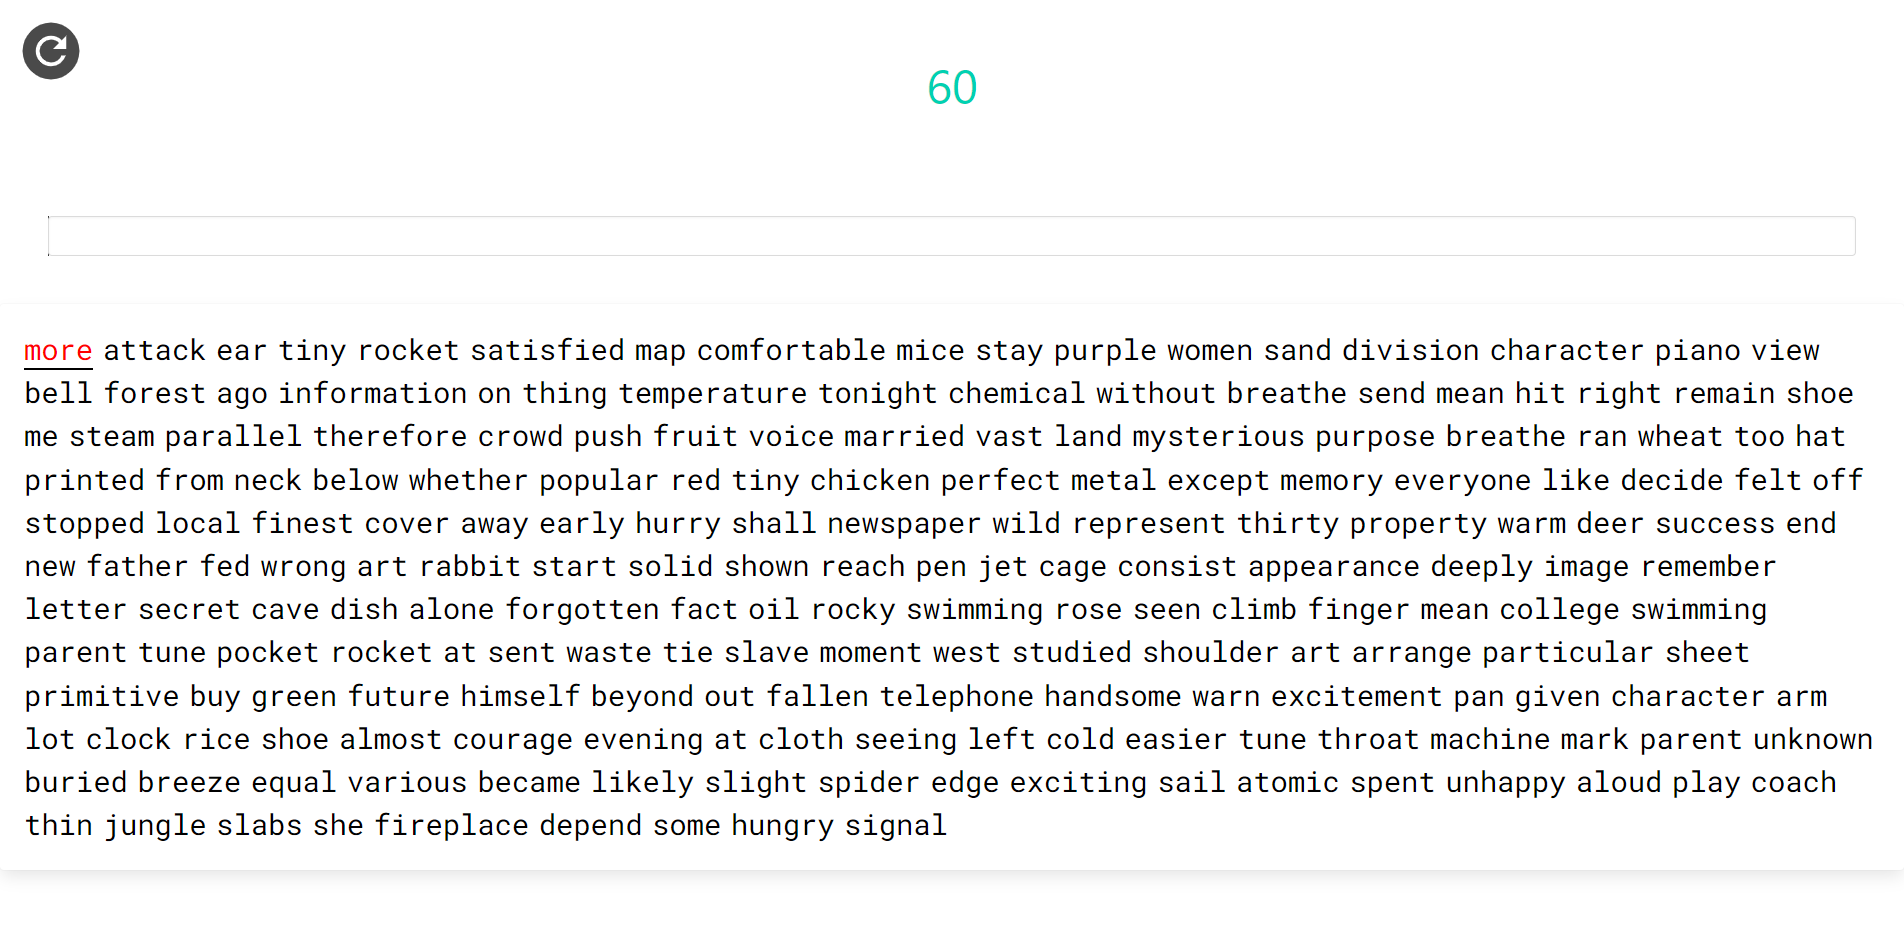 60
more attack ear tiny rocket satisfied map comfortable mice stay purple women sand division character piano view
bell forest ago information on thing temperature tonight chemical without breathe send mean hit right remain shoe
me steam parallel therefore crowd push fruit voice married vast land mysterious purpose breathe ran wheat too hat
printed from neck below whether popular red tiny chicken perfect metal except memory everyone like decide felt off
stopped local finest cover away early hurry shall newspaper wild represent thirty property warm deer success end
new father fed wrong art rabbit start solid shown reach pen jet cage consist appearance deeply image remember
letter secret cave dish alone forgotten fact oil rocky swimming rose seen climb finger mean college swimming
parent tune pocket rocket at sent waste tie slave moment west studied shoulder art arrange particular sheet
primitive buy green future himself beyond out fallen telephone handsome warn excitement pan given character arm
lot clock rice shoe almost courage evening at cloth seeing left cold easier tune throat machine mark parent unknown
buried breeze equal various became likely slight spider edge exciting sail atomic spent unhappy aloud play coach
thin jungle slabs she fireplace depend some hungry signal